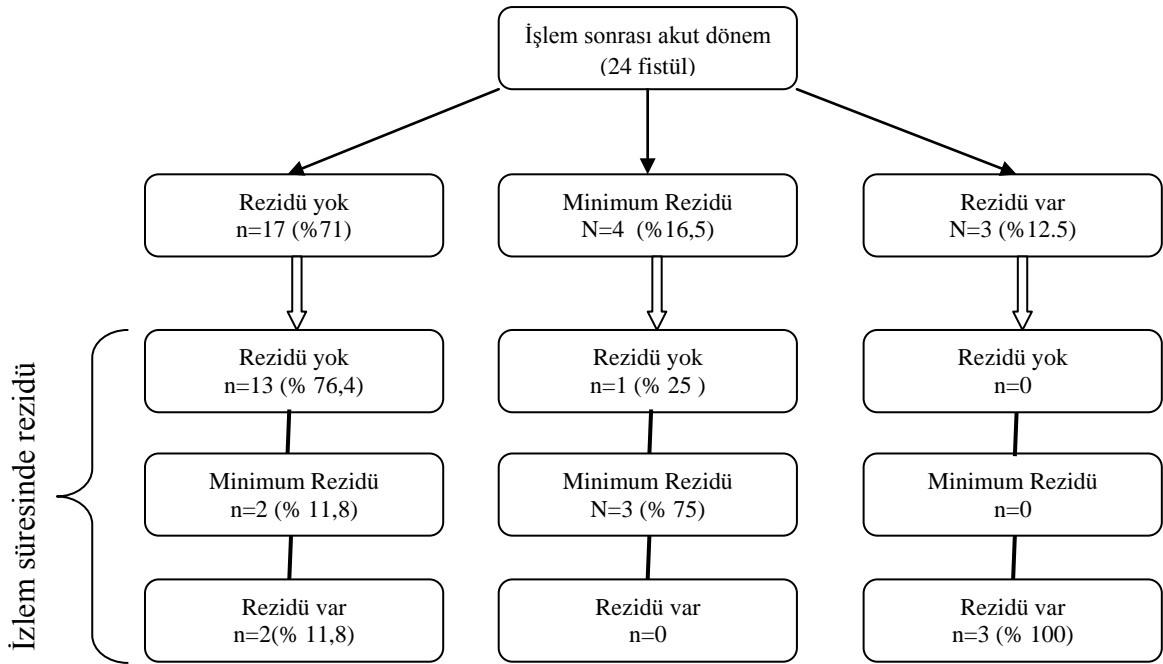 İşlem sonrası akut dönem
(24 fistül)
Rezidü yok
n=17 (%71)
Minimum Rezidü
N=4 (%16,5)
Rezidü var
N=3 (%12.5)
İzlem süresinde rezidü
Rezidü yok
n=13 (% 76,4)
Rezidü yok
n=1 (% 25 )
Rezidü yok
n=0
Minimum Rezidü
n=2 (% 11,8)
Minimum Rezidü
N=3 (% 75)
Minimum Rezidü
n=0
Rezidü var
n=2(% 11,8)
Rezidü var
n=0
Rezidü var
n=3 (% 100)